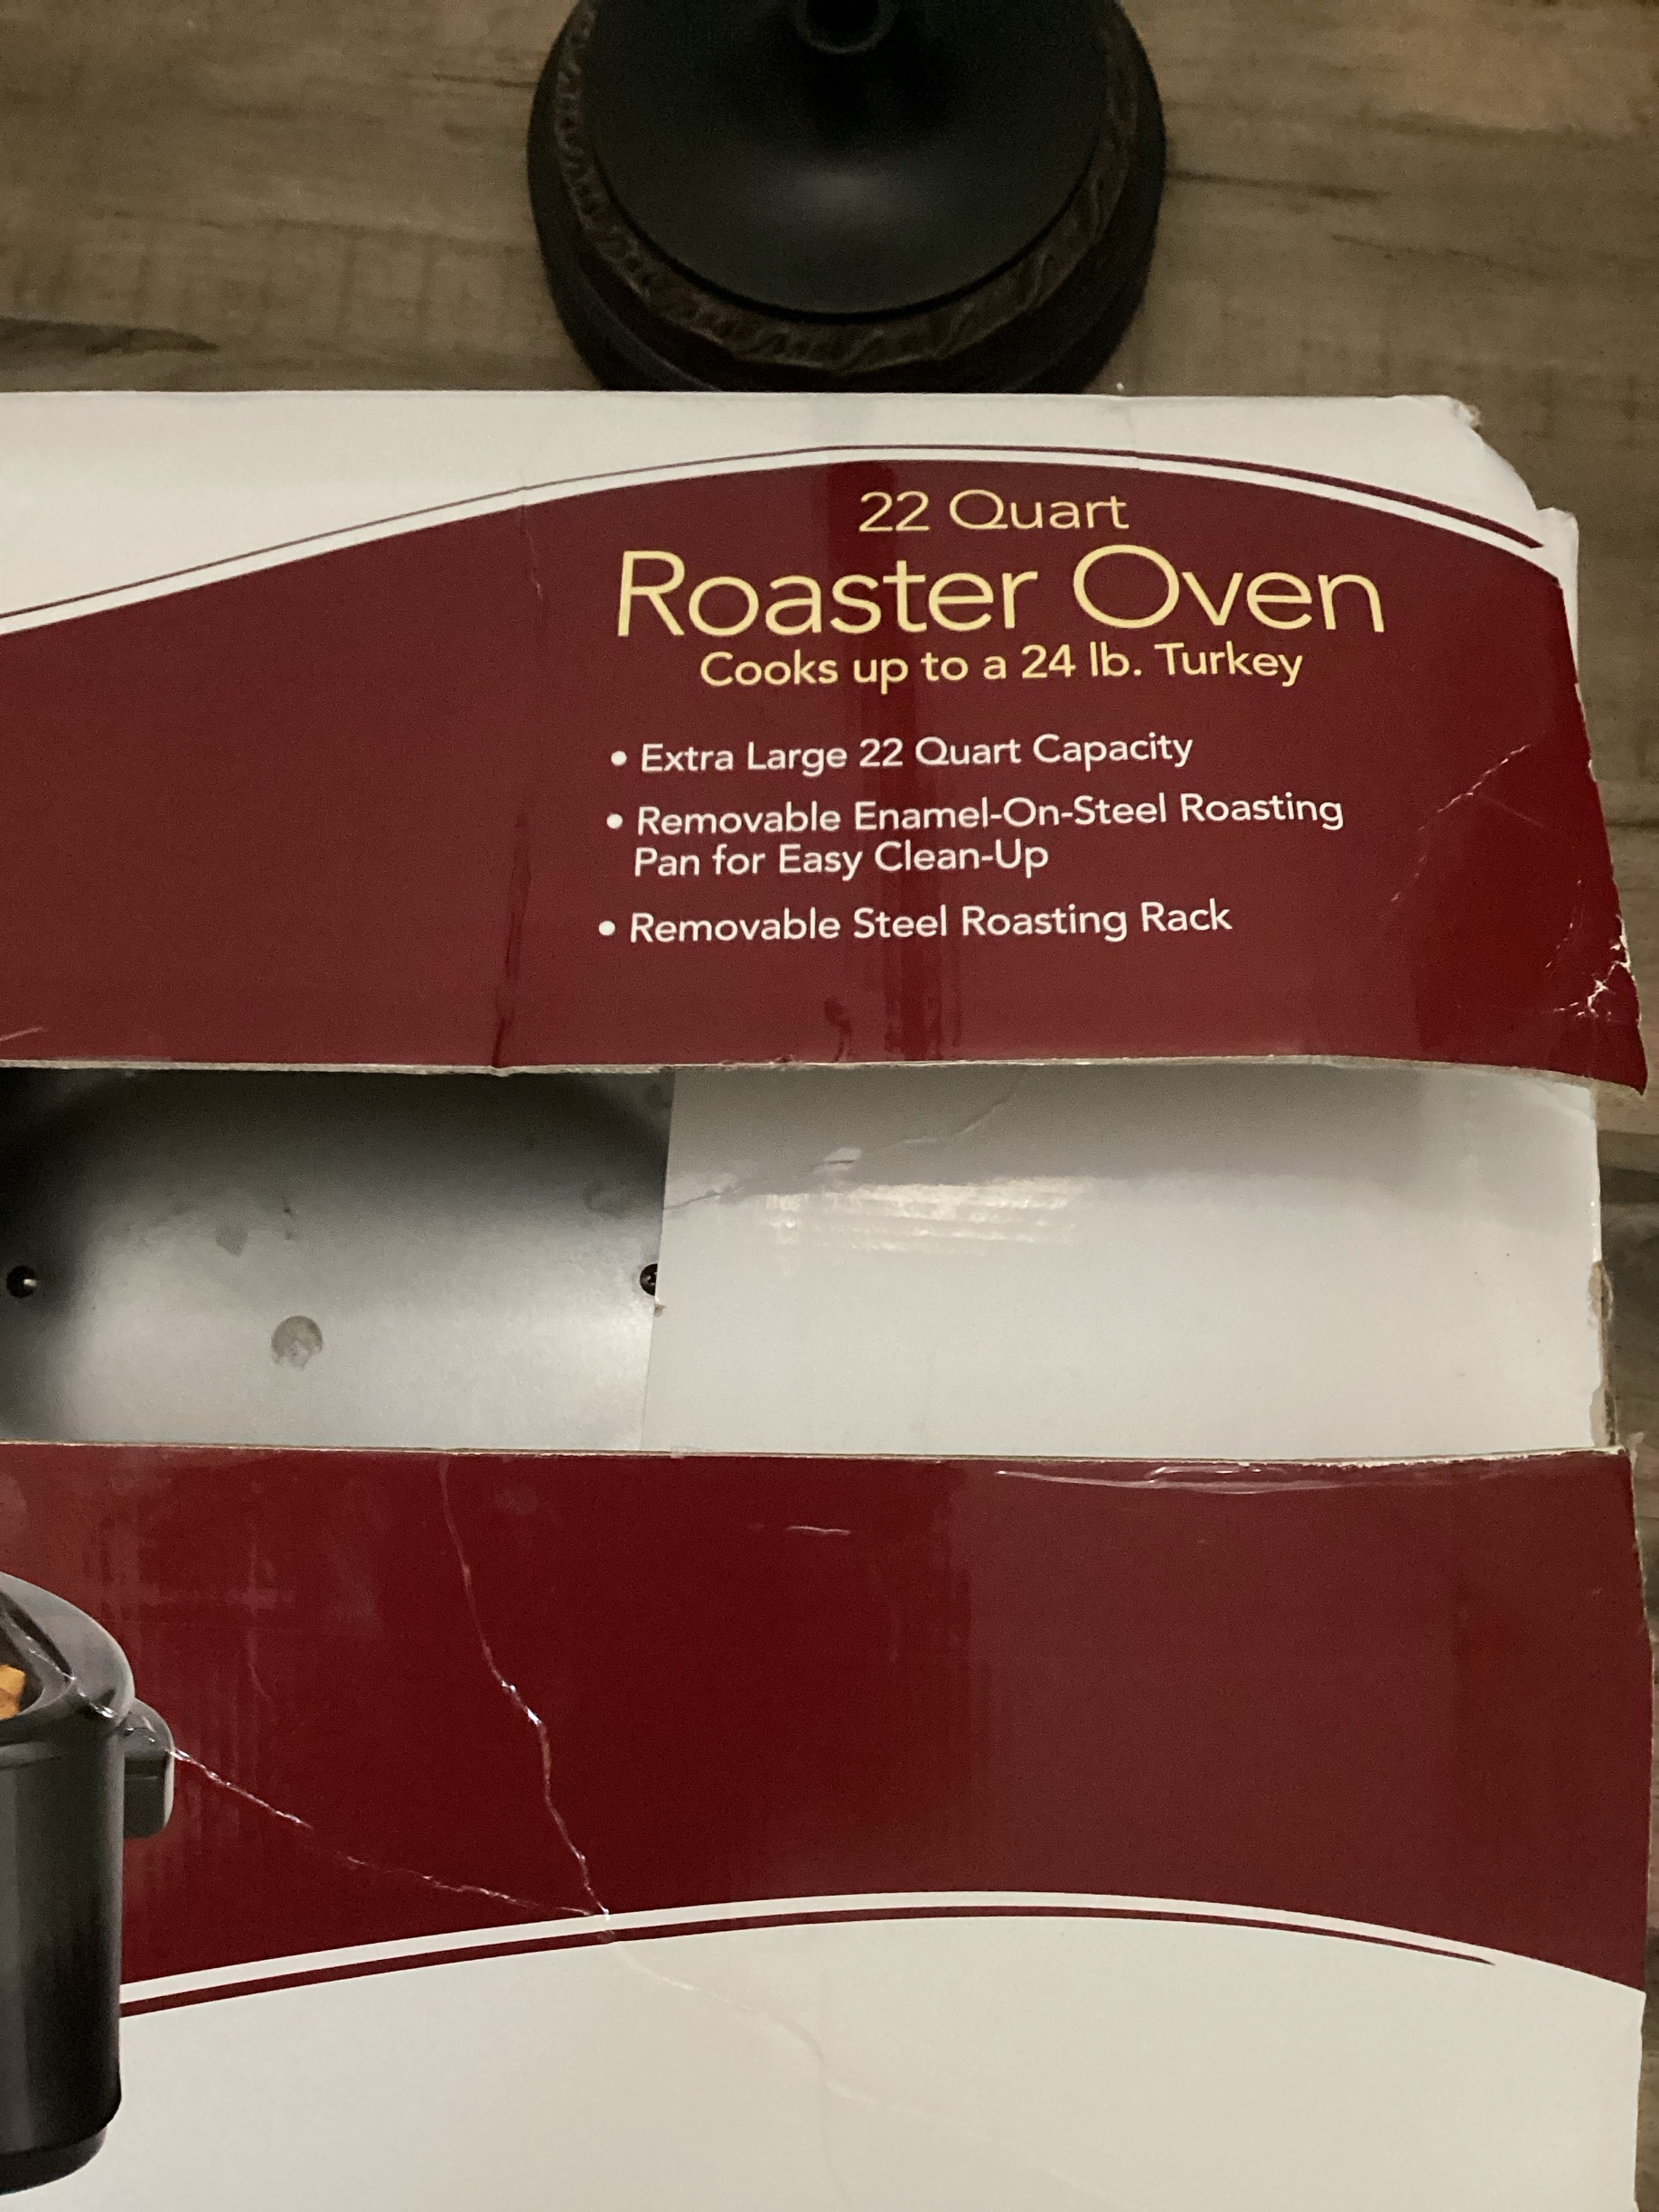 22 Quart
Roaster Oven
Cooks up to a 24 lb. Turkey
• Extra Large 22 Quart Capacity
• Removable Enamel-On-Steel Roasting
Pan for Easy Clean-Up
• Removable Steel Roasting Rack